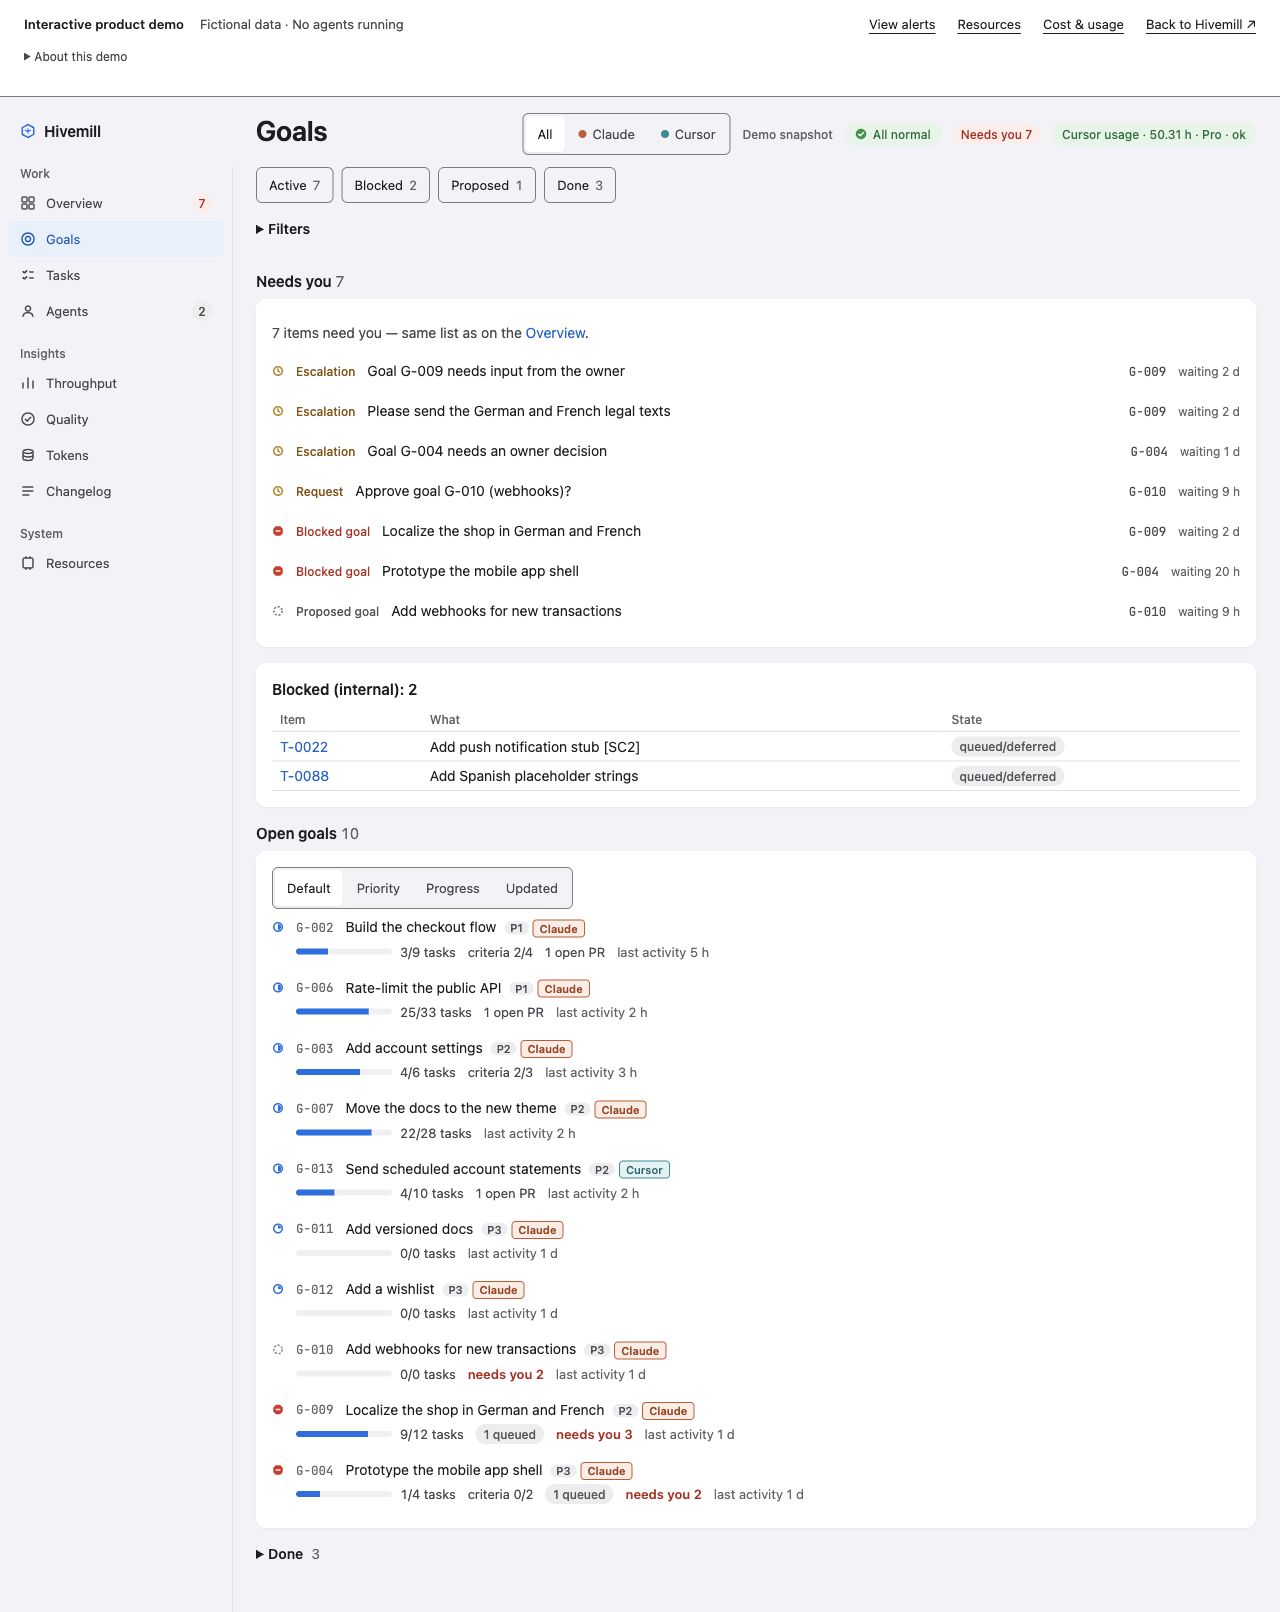 Interactive product demo Fictional data · No agents running View alerts Resources Cost & usage Back to Hivemill ↗
▶ About this demo
Hivemill
Goals
All Claude Cursor Demo snapshot All normal Needs you 7 Cursor usage · 50.31 h · Pro · ok
Work
Overview 7
Goals
Tasks
Agents 2
Insights
Throughput
Quality
Tokens
Changelog
System
Resources
Active 7 Blocked 2 Proposed 1 Done 3
▶ Filters
Needs you 7
7 items need you — same list as on the Overview.
Escalation Goal G-009 needs input from the owner G-009 waiting 2 d
Escalation Please send the German and French legal texts G-009 waiting 2 d
Escalation Goal G-004 needs an owner decision G-004 waiting 1 d
Request Approve goal G-010 (webhooks)? G-010 waiting 9 h
Blocked goal Localize the shop in German and French G-009 waiting 2 d
Blocked goal Prototype the mobile app shell G-004 waiting 20 h
Proposed goal Add webhooks for new transactions G-010 waiting 9 h
Blocked (internal): 2
Item What State
T-0022 Add push notification stub [SC2] queued/deferred
T-0088 Add Spanish placeholder strings queued/deferred
Open goals 10
Default Priority Progress Updated
G-002 Build the checkout flow P1 Claude
3/9 tasks criteria 2/4 1 open PR last activity 5 h
G-006 Rate-limit the public API P1 Claude
25/33 tasks 1 open PR last activity 2 h
G-003 Add account settings P2 Claude
4/6 tasks criteria 2/3 last activity 3 h
G-007 Move the docs to the new theme P2 Claude
22/28 tasks last activity 2 h
G-013 Send scheduled account statements P2 Cursor
4/10 tasks 1 open PR last activity 2 h
G-011 Add versioned docs P3 Claude
0/0 tasks last activity 1 d
G-012 Add a wishlist P3 Claude
0/0 tasks last activity 1 d
G-010 Add webhooks for new transactions P3 Claude
0/0 tasks needs you 2 last activity 1 d
G-009 Localize the shop in German and French P2 Claude
9/12 tasks 1 queued needs you 3 last activity 1 d
G-004 Prototype the mobile app shell P3 Claude
1/4 tasks criteria 0/2 1 queued needs you 2 last activity 1 d
▶ Done 3